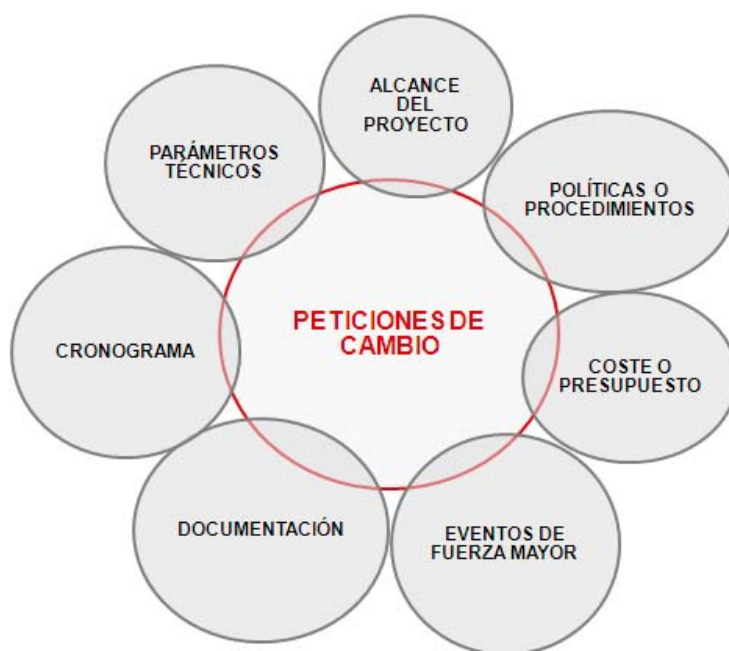 ALCANCE
DEL
PROYECTO
PARÁMETROS
TÉCNICOS
POLÍTICAS O
PROCEDIMIENTOS
PETICIONES DE
CAMBIO
CRONOGRAMA
COSTE O
PRESUPUESTO
DOCUMENTACIÓN
EVENTOS DE
FUERZA MAYOR